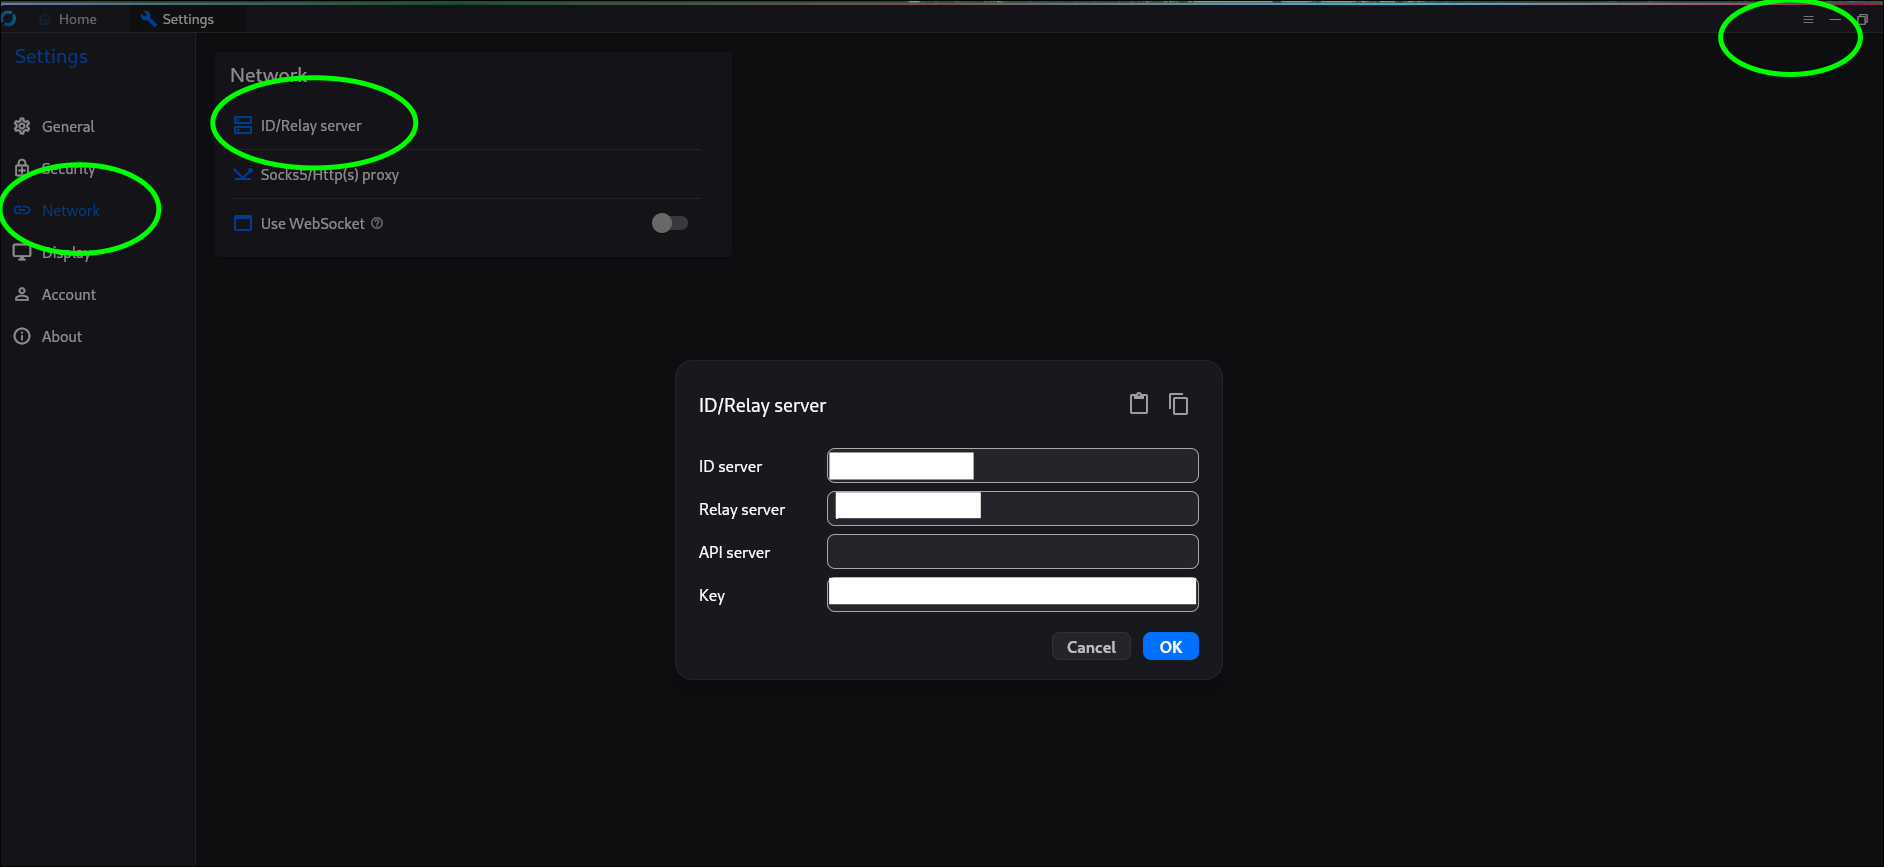 Home
Settings
Settings
General
Security
Network
Display
Account
About
Network
ID/Relay server
Socks5/Http(s) proxy
Use WebSocket
ID/Relay server
ID server
Relay server
API server
Key
Cancel
OK